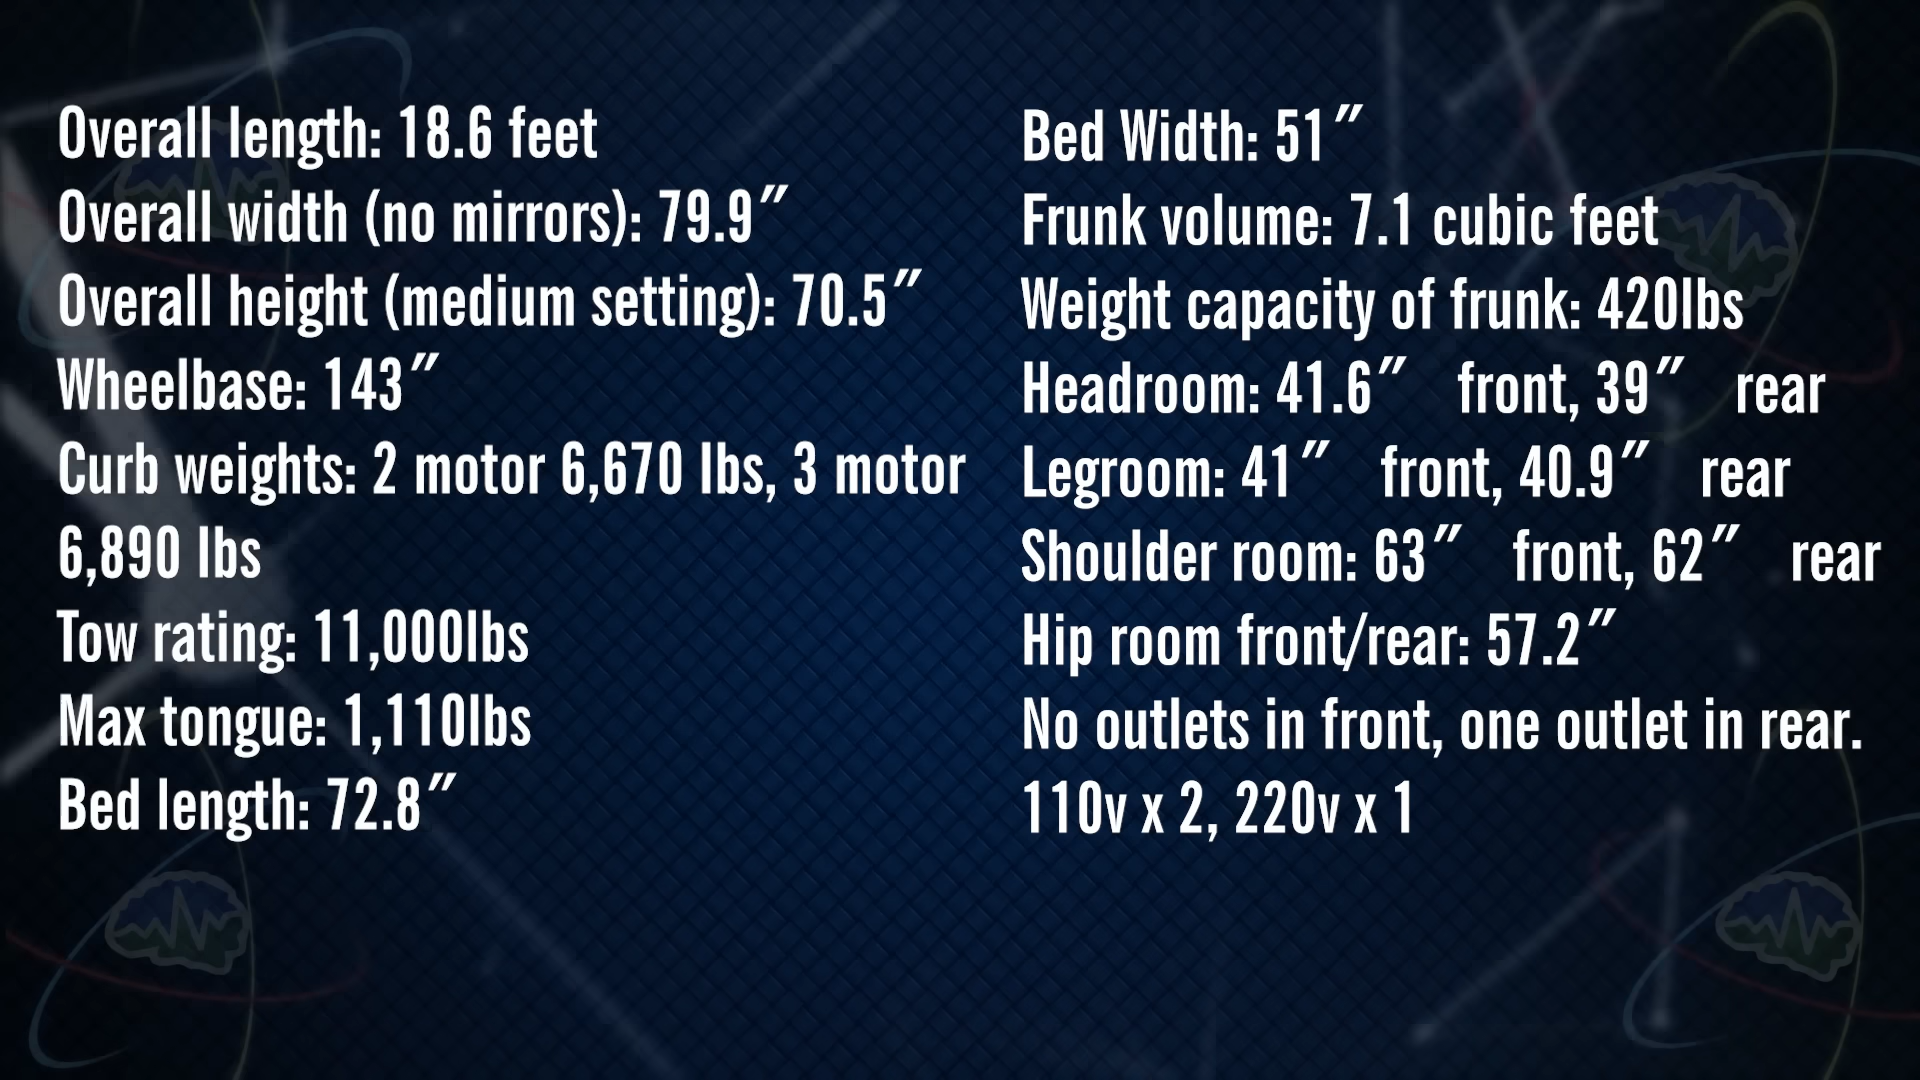 Overall length: 18.6 feet
Overall width (no mirrors): 79.9″
Overall height (medium setting): 70.5″
Wheelbase: 143″
Curb weights: 2 motor 6,670 lbs, 3 motor
6,890 lbs
Tow rating: 11,000lbs
Max tongue: 1,110lbs
Bed length: 72.8″
Bed Width: 51″
Frunk volume: 7.1 cubic feet
Weight capacity of frunk: 420lbs
Headroom: 41.6″ front, 39″ rear
Legroom: 41″ front, 40.9″ rear
Shoulder room: 63″ front, 62″ rear
Hip room front/rear: 57.2″
No outlets in front, one outlet in rear.
110v x 2, 220v x 1